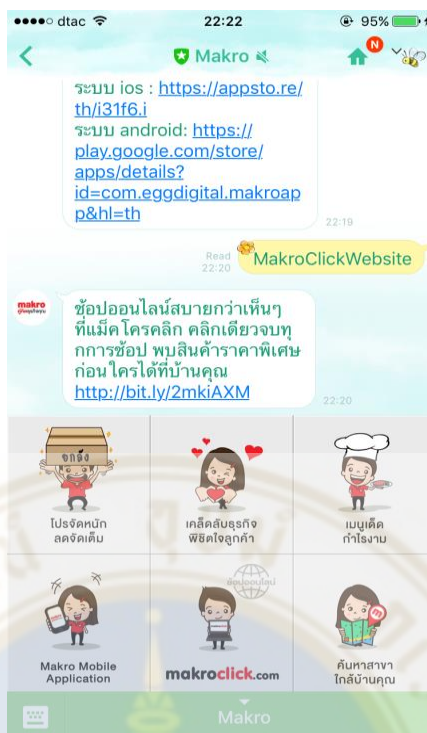 dtac 22:22 95%
Makro
N
ระบบ ios : https://appsto.re/
th/i31f6.i
ระบบ android: https://
play.google.com/store/
apps/details?
id=com.eggdigital.makroap
p&hl=th
22:19
Read
22:20
MakroClickWebsite
makro
ช้อปออนไลน์สบายกว่าเห็นๆ
ที่แม็คโครคลิก คลิกเดียวจบทุ
กการช้อป พบสินค้าราคาพิเศษ
ก่อนใครได้ที่บ้านคุณ
http://bit.ly/2mkiAXM
22:20
ยกลัง
โปรจัดหนัก
ลดจัดเต็ม
เคล็ดลับธุรกิจ
พิชิตใจลูกค้า
เมนูเด็ด
กำไรงาม
Makro Mobile
Application
ช้อปออนไลน์
makroclick.com
ค้นหาสาขา
ใกล้บ้านคุณ
Makro